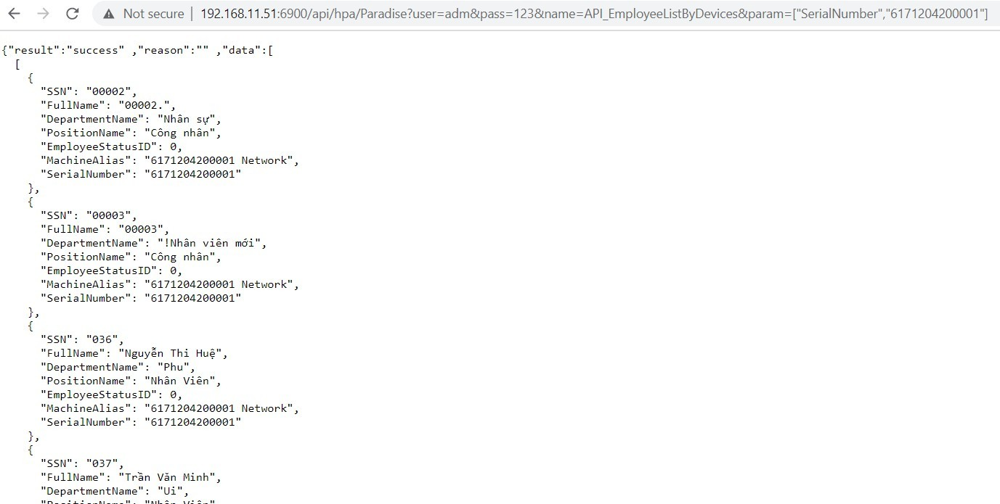 Not secure | 192.168.11.51:6900/api/hpa/Paradise?user=adm&pass=123&name=API_EmployeeListByDevices&param=["SerialNumber","6171204200001"]
{"result":"success" ,"reason":"" ,"data":[
[
{
"SSN": "00002",
"FullName": "00002.",
"DepartmentName": "Nhân sự",
"PositionName": "Công nhân",
"EmployeeStatusID": 0,
"MachineAlias": "6171204200001 Network",
"SerialNumber": "6171204200001"
},
{
"SSN": "00003",
"FullName": "00003",
"DepartmentName": "!Nhân viên mới",
"PositionName": "Công nhân",
"EmployeeStatusID": 0,
"MachineAlias": "6171204200001 Network",
"SerialNumber": "6171204200001"
},
{
"SSN": "036",
"FullName": "Nguyễn Thi Huệ",
"DepartmentName": "Phu",
"PositionName": "Nhân Viên",
"EmployeeStatusID": 0,
"MachineAlias": "6171204200001 Network",
"SerialNumber": "6171204200001"
},
{
"SSN": "037",
"FullName": "Trần Văn Minh",
"DepartmentName": "Ui",
"PositionName": "Nhân Viên"